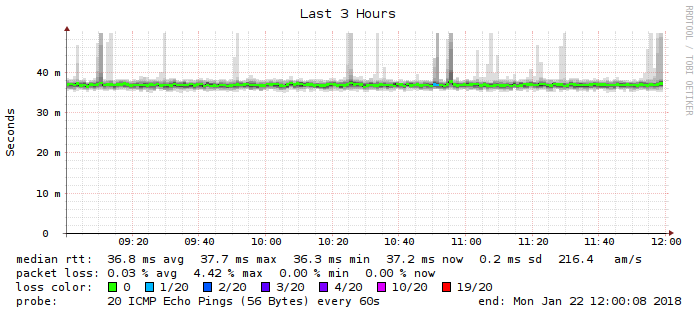 Last 3 Hours
RRDTOOL / TOBI OETIKER
Seconds
40 m
30 m
20 m
10 m
0
09:20 09:40 10:00 10:20 10:40 11:00 11:20 11:40 12:00
median rtt: 36.8 ms avg 37.7 ms max 36.3 ms min 37.2 ms now 0.2 ms sd 216.4 am/s
packet loss: 0.03 % avg 4.42 % max 0.00 % min 0.00 % now
loss color: 0 1/20 2/20 3/20 4/20 10/20 19/20
probe: 20 ICMP Echo Pings (56 Bytes) every 60s end: Mon Jan 22 12:00:08 2018